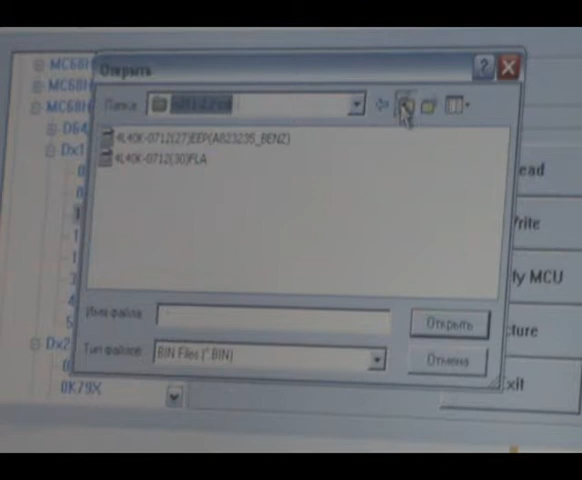 MC68H
Открыть
?
MC68H
MC68H
Папка:
D64
4L40K-0712(27)EEP(A823235_BENZ)
Dx1
4L40K-0712(30)FLA
ead
rite
fy MCU
Имя файла:
Открыть
cture
Тип файлов:
BIN Files (*.BIN)
Отмена
Dx2
xit
0K79X